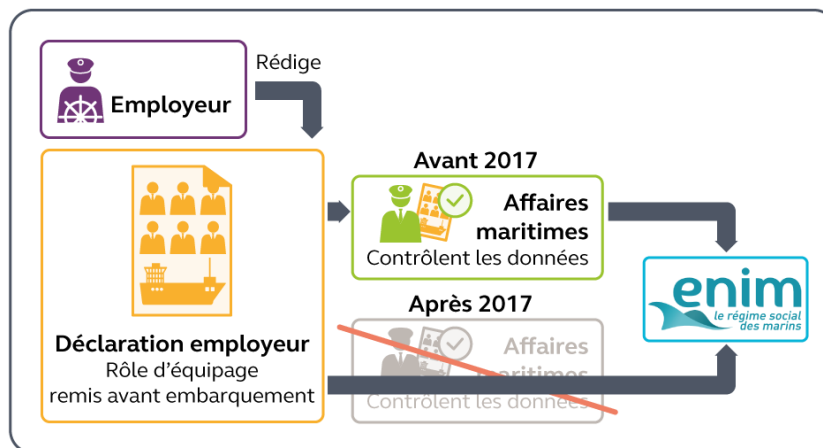 Rédige
Employeur
Avant 2017
Affaires
maritimes
Contrôlent les données
enim
le régime social
des marins
Après 2017
Affaires
maritimes
Contrôlent les données
Déclaration employeur
Rôle d'équipage
remis avant embarquement